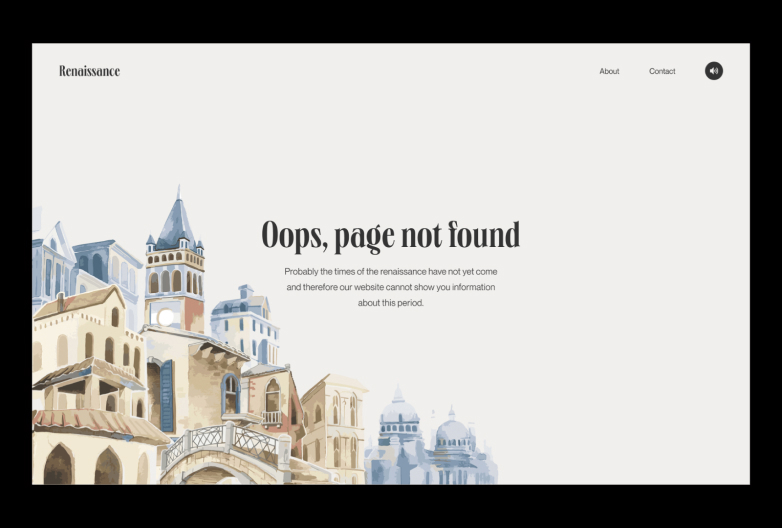 Renaissance
About
Contact
Oops, page not found
Probably the times of the renaissance have not yet come
and therefore our website cannot show you information
about this period.